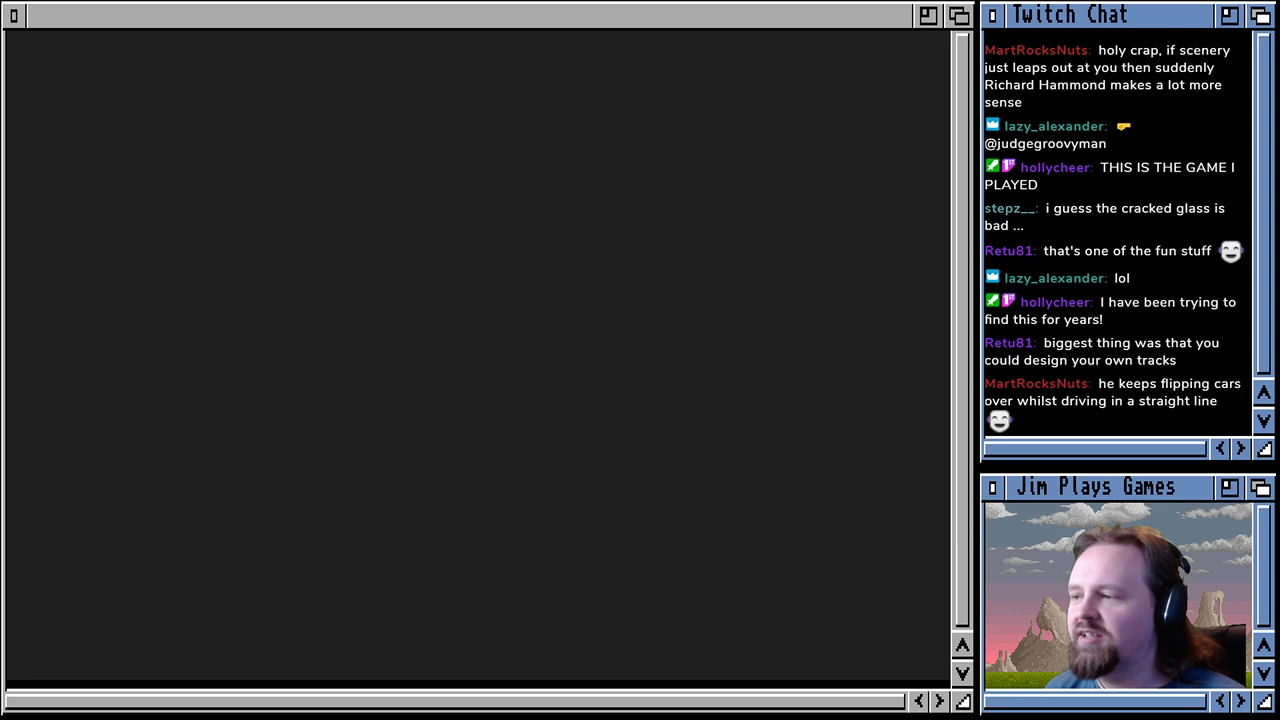 Twitch Chat
MartRocksNuts: holy crap, if scenery
just leaps out at you then suddenly
Richard Hammond makes a lot more
sense
lazy_alexander:
@judgegroovyman
hollycheer: THIS IS THE GAME I
PLAYED
stepz__: i guess the cracked glass is
bad ...
Retu81: that's one of the fun stuff
lazy_alexander: lol
hollycheer: I have been trying to
find this for years!
Retu81: biggest thing was that you
could design your own tracks
MartRocksNuts: he keeps flipping cars
over whilst driving in a straight line
Jim Plays Games